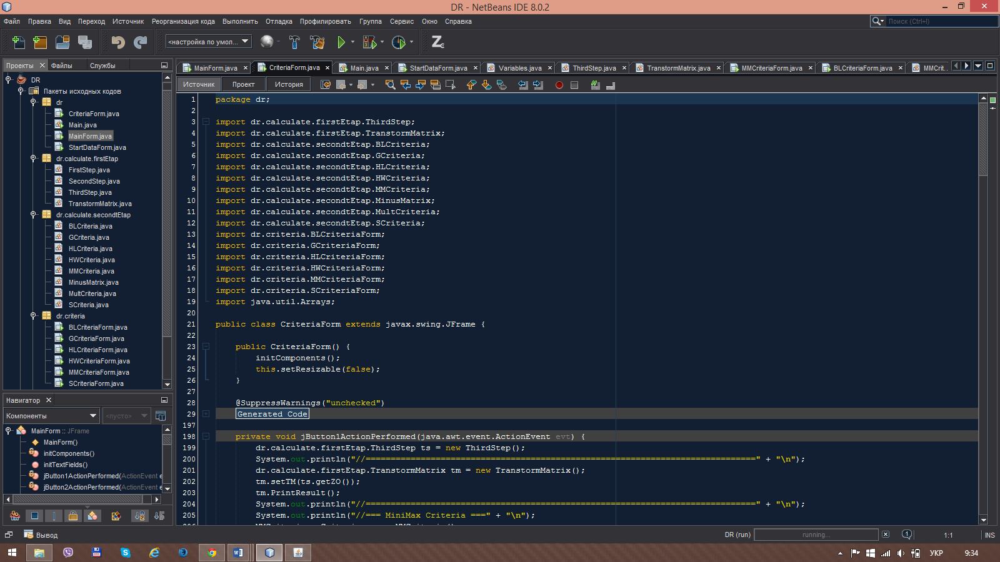 DR - NetBeans IDE 8.0.2
Файл Правка Вид Переход Источник Реорганизация кода Выполнить Отладка Профилировать Группа Сервис Окно Справка
Поиск (Ctrl+I)
<настройка по умол...
Проекты Файлы Службы
MainForm.java CriteriaForm.java Main.java StartDataForm.java Variables.java ThirdStep.java TranstormMatrix.java MMCriteriaForm.java BLCriteriaForm.java MMCrit...
Источник Проект История
DR
Пакеты исходных кодов
dr
CriteriaForm.java
Main.java
MainForm.java
StartDataForm.java
dr.calculate.firstEtap
FirstStep.java
SecondStep.java
ThirdStep.java
TranstormMatrix.java
dr.calculate.secondtEtap
BLCriteria.java
GCriteria.java
HLCriteria.java
HWCriteria.java
MMCriteria.java
MinusMatrix.java
MultCriteria.java
SCriteria.java
dr.criteria
BLCriteriaForm.java
GCriteriaForm.java
HLCriteriaForm.java
HWCriteriaForm.java
MMCriteriaForm.java
SCriteriaForm.java
Навигатор
Компоненты <пусто>
MainForm :: JFrame
MainForm()
initComponents()
initTextFields()
jButton1ActionPerformed(ActionEvent e
jButton2ActionPerformed(ActionEvent e
1 package dr;
2
3 import dr.calculate.firstEtap.ThirdStep;
4 import dr.calculate.firstEtap.TranstormMatrix;
5 import dr.calculate.secondtEtap.BLCriteria;
6 import dr.calculate.secondtEtap.GCriteria;
7 import dr.calculate.secondtEtap.HLCriteria;
8 import dr.calculate.secondtEtap.HWCriteria;
9 import dr.calculate.secondtEtap.MMCriteria;
10 import dr.calculate.secondtEtap.MinusMatrix;
11 import dr.calculate.secondtEtap.MultCriteria;
12 import dr.calculate.secondtEtap.SCriteria;
13 import dr.criteria.BLCriteriaForm;
14 import dr.criteria.GCriteriaForm;
15 import dr.criteria.HLCriteriaForm;
16 import dr.criteria.HWCriteriaForm;
17 import dr.criteria.MMCriteriaForm;
18 import dr.criteria.SCriteriaForm;
19 import java.util.Arrays;
20
21 public class CriteriaForm extends javax.swing.JFrame {
22
23 public CriteriaForm() {
24 initComponents();
25 this.setResizable(false);
26 }
27
28 @SuppressWarnings("unchecked")
29 Generated Code
197
198 private void jButton1ActionPerformed(java.awt.event.ActionEvent evt) {
199 dr.calculate.firstEtap.ThirdStep ts = new ThirdStep();
200 System.out.println("//==============================================================================" + "\n");
201 dr.calculate.firstEtap.TranstormMatrix tm = new TranstormMatrix();
202 tm.setTM(ts.getZO());
203 tm.PrintResult();
204 System.out.println("//==============================================================================" + "\n");
205 System.out.println("//=== MiniMax Criteria ===" + "\n");
Вывод
DR (run) running... 1 1:1 INS
УКР 9:34